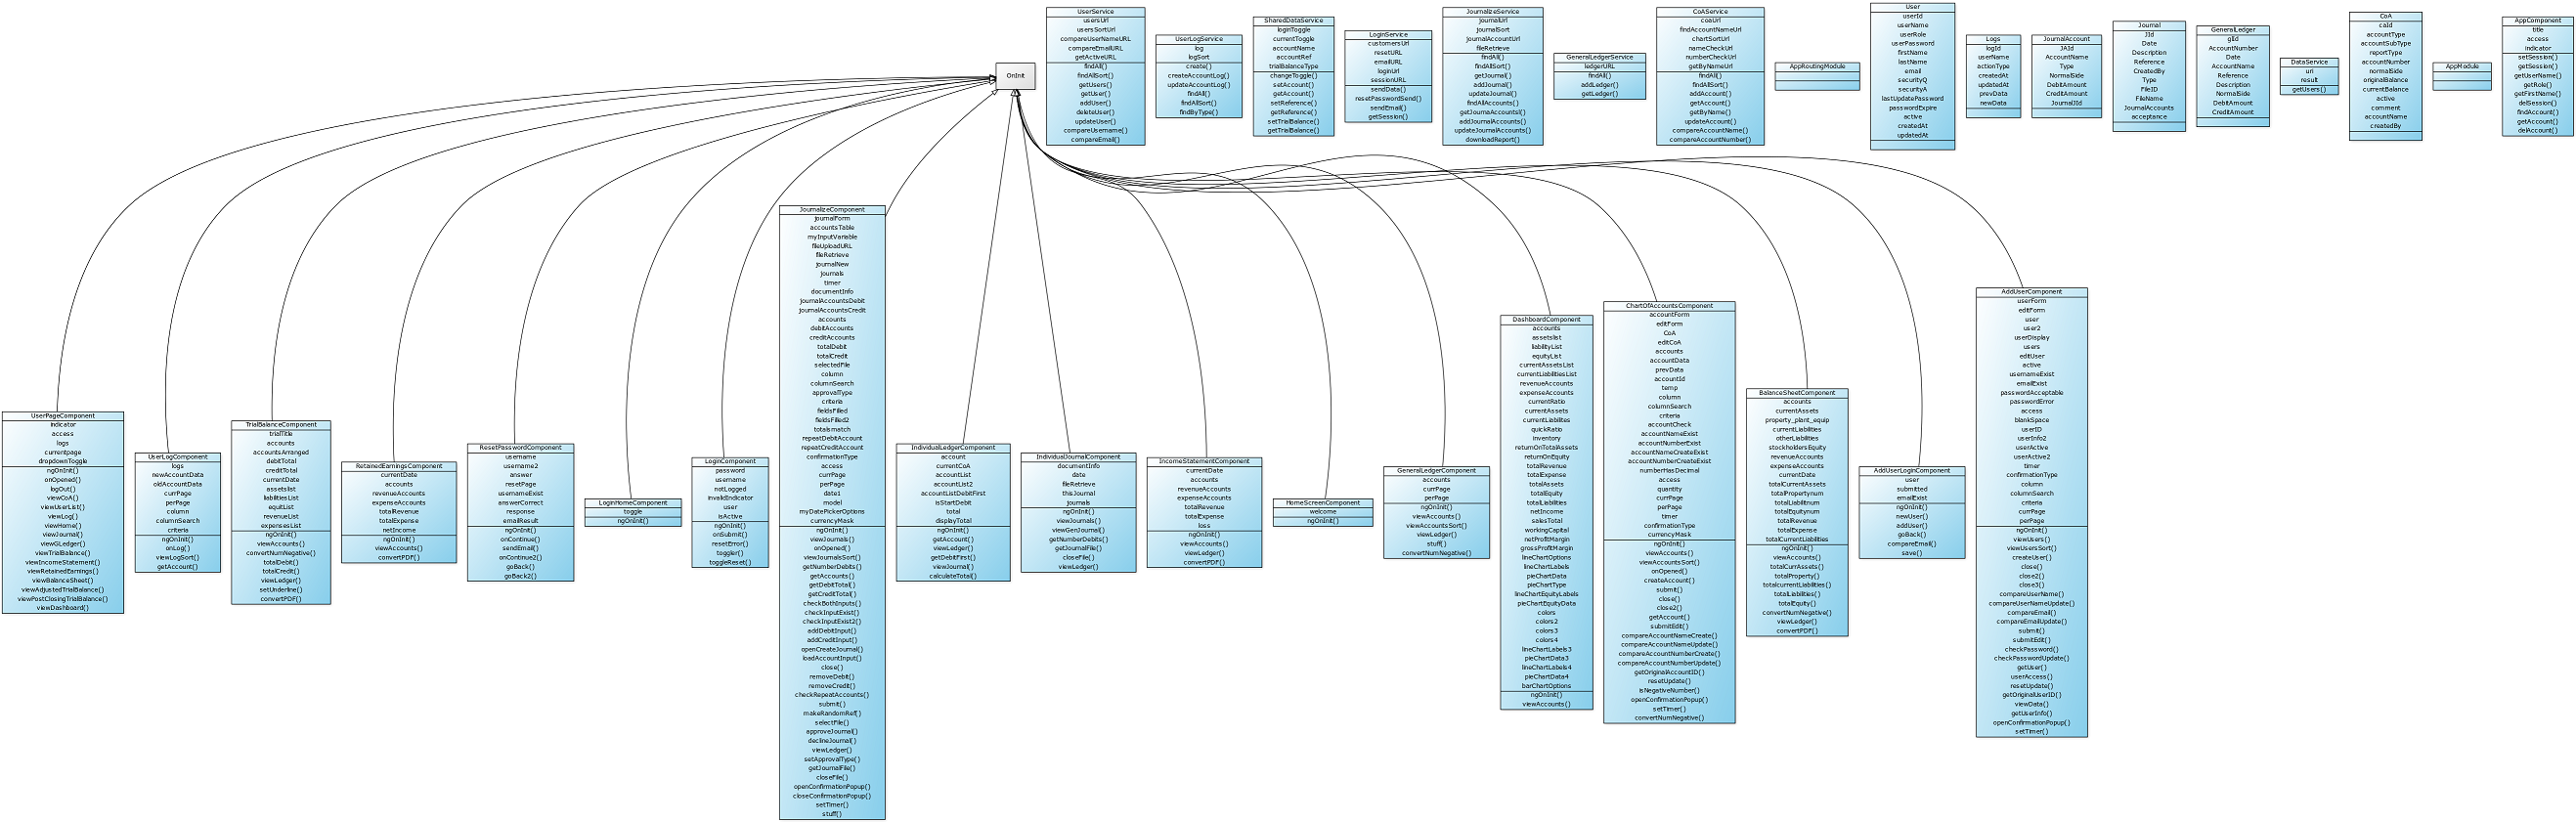 OnInit
UserService
usersUrl
usersSortUrl
compareUserNameURL
compareEmailURL
getActiveURL
findAll()
findAllSort()
getUsers()
getUser()
addUser()
deleteUser()
updateUser()
compareUsername()
compareEmail()
UserLogService
log
logSort
create()
createAccountLog()
updateAccountLog()
findAll()
findAllSort()
findByType()
SharedDataService
loginToggle
currentToggle
accountName
accountRef
trialBalanceType
changeToggle()
setAccount()
getAccount()
setReference()
getReference()
setTrialBalance()
getTrialBalance()
LoginService
customersUrl
resetURL
emailURL
loginUrl
sessionURL
sendData()
resetPasswordSend()
sendEmail()
getSession()
JournalizeService
journalUrl
journalSort
journalAccountUrl
fileRetrieve
findAll()
findAllSort()
getJournal()
addJournal()
updateJournal()
findAllAccounts()
getJournaAccountsl()
addJournalAccounts()
updateJournalAccounts()
downloadReport()
GeneralLedgerService
ledgerURL
findAll()
addLedger()
getLedger()
CoAService
coaUrl
findAccountNameUrl
chartSortUrl
nameCheckUrl
numberCheckUrl
getByNameUrl
findAll()
findAllSort()
addAccount()
getAccount()
getByName()
updateAccount()
compareAccountName()
compareAccountNumber()
AppRoutingModule
User
userId
userName
userRole
userPassword
firstName
lastName
email
securityQ
securityA
lastUpdatePassword
passwordExpire
active
createdAt
updatedAt
Logs
logId
userName
actionType
createdAt
updatedAt
prevData
newData
JournalAccount
JAId
AccountName
Type
NormalSide
DebitAmount
CreditAmount
JournalJId
Journal
JId
Date
Description
Reference
CreatedBy
Type
FileID
FileName
JournalAccounts
acceptance
GeneralLedger
glId
AccountNumber
Date
AccountName
Reference
Description
NormalSide
DebitAmount
CreditAmount
DataService
uri
result
getUsers()
CoA
caId
accountType
accountSubType
reportType
accountNumber
normalSide
originalBalance
currentBalance
active
comment
accountName
createdBy
AppModule
AppComponent
title
access
indicator
setSession()
getSession()
getUserName()
getRole()
getFirstName()
delSession()
findAccount()
getAccount()
delAccount()
UserPageComponent
indicator
access
logs
currentpage
dropdownToggle
ngOnInit()
onOpened()
logOut()
viewCoA()
viewUserList()
viewLog()
viewHome()
viewJournal()
viewGLedger()
viewTrialBalance()
viewIncomeStatement()
viewRetainedEarnings()
viewBalanceSheet()
viewAdjustedTrialBalance()
viewPostClosingTrialBalance()
viewDashboard()
UserLogComponent
logs
newAccountData
oldAccountData
currPage
perPage
column
columnSearch
criteria
ngOnInit()
onLog()
viewLogSort()
getAccount()
TrialBalanceComponent
trialTitle
accounts
accountsArranged
debitTotal
creditTotal
currentDate
assetslist
liabilitiesList
equitList
revenueList
expensesList
ngOnInit()
viewAccounts()
convertNumNegative()
totalDebit()
totalCredit()
viewLedger()
setUnderline()
convertPDF()
RetainedEarningsComponent
currentDate
accounts
revenueAccounts
expenseAccounts
totalRevenue
totalExpense
netIncome
ngOnInit()
viewAccounts()
convertPDF()
ResetPasswordComponent
username
username2
answer
resetPage
usernameExist
answerCorrect
response
emailResult
ngOnInit()
onContinue()
sendEmail()
onContinue2()
goBack()
goBack2()
LoginHomeComponent
toggle
ngOnInit()
LoginComponent
password
username
notLogged
invalidIndicator
user
isActive
ngOnInit()
onSubmit()
resetError()
toggler()
toggleReset()
JournalizeComponent
journalForm
accountsTable
myInputVariable
fileUploadURL
fileRetrieve
journalNew
journals
timer
documentInfo
journalAccountsDebit
journalAccountsCredit
accounts
debitAccounts
creditAccounts
totalDebit
totalCredit
selectedFile
column
columnSearch
approvalType
criteria
fieldsFilled
fieldsFilled2
totalsmatch
repeatDebitAccount
repeatCreditAccount
confirmationType
access
currPage
perPage
date1
model
myDatePickerOptions
currencyMask
ngOnInit()
viewJournals()
onOpened()
viewJournalsSort()
getNumberDebits()
getAccounts()
getDebitTotal()
getCreditTotal()
checkBothInputs()
checkInputExist()
checkInputExist2()
addDebitInput()
addCreditInput()
openCreateJournal()
loadAccountInput()
close()
removeDebit()
removeCredit()
checkRepeatAccounts()
submit()
makeRandomRef()
selectFile()
approveJournal()
declineJournal()
viewLedger()
setApprovalType()
getJournalFile()
closeFile()
openConfirmationPopup()
closeConfirmationPopup()
setTimer()
stuff()
IndividualLedgerComponent
account
currentCoA
accountList
accountList2
accountListDebitFirst
isStartDebit
total
displayTotal
ngOnInit()
getAccount()
viewLedger()
getDebitFirst()
viewJournal()
calculateTotal()
IndividuaJournalComponent
documentInfo
date
fileRetrieve
thisJournal
journals
ngOnInit()
viewJournals()
viewGenJournal()
getNumberDebits()
getJournalFile()
closeFile()
viewLedger()
IncomeStatementComponent
currentDate
accounts
revenueAccounts
expenseAccounts
totalRevenue
totalExpense
loss
ngOnInit()
viewAccounts()
viewLedger()
convertPDF()
HomeScreenComponent
welcome
ngOnInit()
GeneralLedgerComponent
accounts
currPage
perPage
ngOnInit()
viewAccounts()
viewAccountsSort()
viewLedger()
stuff()
convertNumNegative()
DashboardComponent
accounts
assetslist
liabilityList
equityList
currentAssetsList
currentLiabilitiesList
revenueAccounts
expenseAccounts
currentRatio
currentAssets
currentLiabilites
quickRatio
inventory
returnOnTotalAssets
returnOnEquity
totalRevenue
totalExpense
totalAssets
totalEquity
totalLiabilities
netIncome
salesTotal
workingCapital
netProfitMargin
grossProfitMargin
lineChartOptions
lineChartLabels
pieChartData
pieChartType
lineChartEquityLabels
pieChartEquityData
colors
colors2
colors3
colors4
lineChartLabels3
pieChartData3
lineChartLabels4
pieChartData4
barChartOptions
ngOnInit()
viewAccounts()
ChartOfAccountsComponent
accountForm
editForm
CoA
editCoA
accounts
accountData
prevData
accountId
temp
column
columnSearch
criteria
accountCheck
accountNameExist
accountNumberExist
accountNameCreateExist
accountNumberCreateExist
numberHasDecimal
access
quantity
currPage
perPage
timer
confirmationType
currencyMask
ngOnInit()
viewAccounts()
viewAccountsSort()
onOpened()
createAccount()
submit()
close()
close2()
getAccount()
submitEdit()
compareAccountNameCreate()
compareAccountNameUpdate()
compareAccountNumberCreate()
compareAccountNumberUpdate()
getOriginalAccountID()
resetUpdate()
isNegativeNumber()
openConfirmationPopup()
setTimer()
convertNumNegative()
BalanceSheetComponent
accounts
currentAssets
property_plant_equip
currentLiabilities
otherLiabilities
stockholdersEquity
revenueAccounts
expenseAccounts
currentDate
totalCurrentAssets
totalPropertynum
totalLiabilitnum
totalEquitynum
totalRevenue
totalExpense
totalCurrentLiabilities
ngOnInit()
viewAccounts()
totalCurrAssets()
totalProperty()
totalcurrentLiabilities()
totalLiabilities()
totalEquity()
convertNumNegative()
viewLedger()
convertPDF()
AddUserLoginComponent
user
submitted
emailExist
ngOnInit()
newUser()
addUser()
goBack()
compareEmail()
save()
AddUserComponent
userForm
editForm
user
user2
userDisplay
users
editUser
active
usernameExist
emailExist
passwordAcceptable
passwordError
access
blankSpace
userID
userInfo2
userActive
userActive2
timer
confirmationType
column
columnSearch
criteria
currPage
perPage
ngOnInit()
viewUsers()
viewUsersSort()
createUser()
close()
close2()
close3()
compareUserName()
compareUserNameUpdate()
compareEmail()
compareEmailUpdate()
submit()
submitEdit()
checkPassword()
checkPasswordUpdate()
getUser()
userAccess()
resetUpdate()
getOriginalUserID()
viewData()
getUserInfo()
openConfirmationPopup()
setTimer()